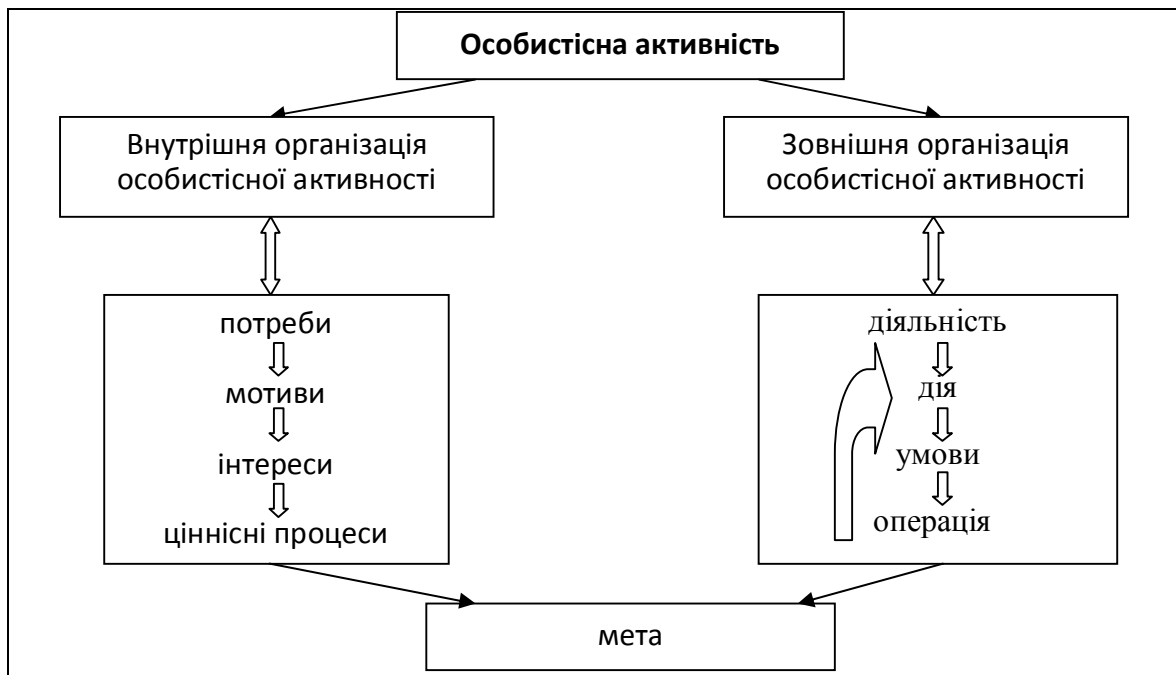 Особистісна активність
Внутрішня організація
особистісної активності
Зовнішня організація
особистісної активності
потреби
мотиви
інтереси
ціннісні процеси
діяльність
дія
умови
операція
мета